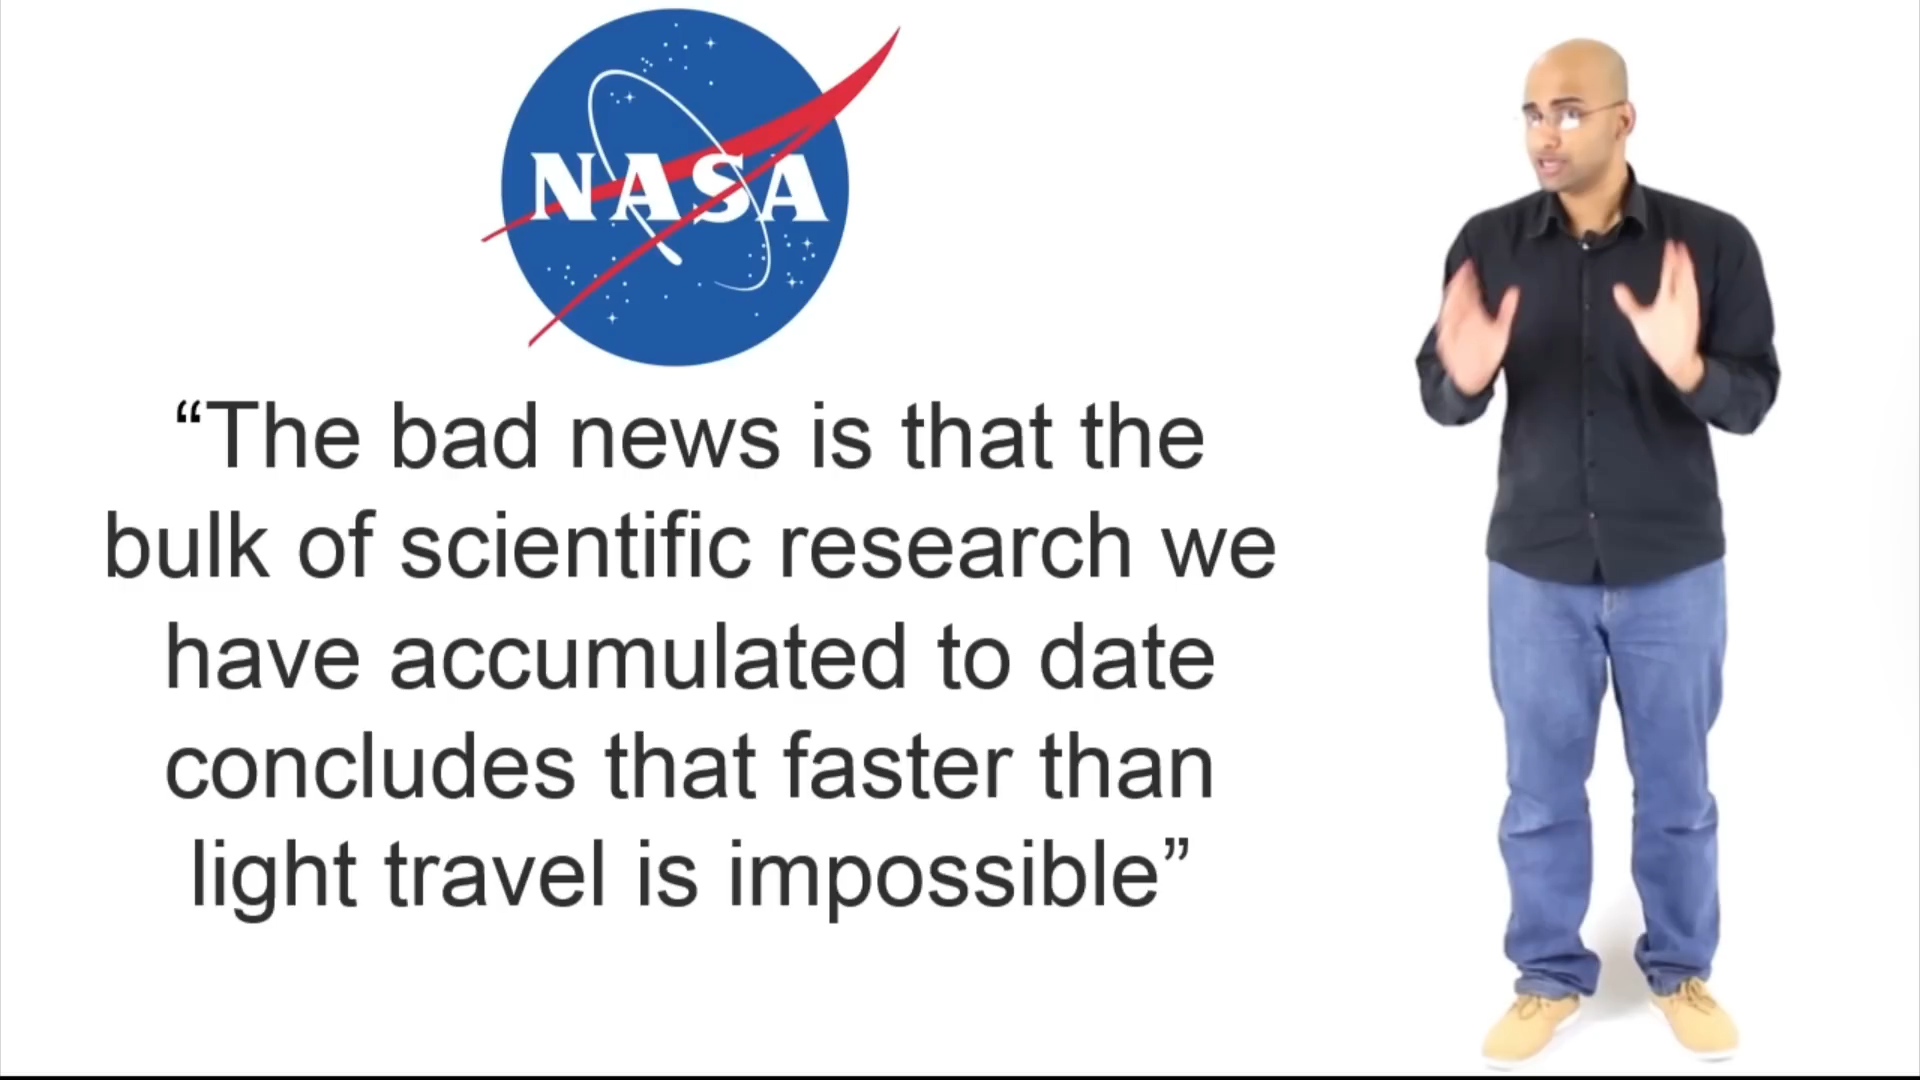 NASA
“The bad news is that the
bulk of scientific research we
have accumulated to date
concludes that faster than
light travel is impossible”